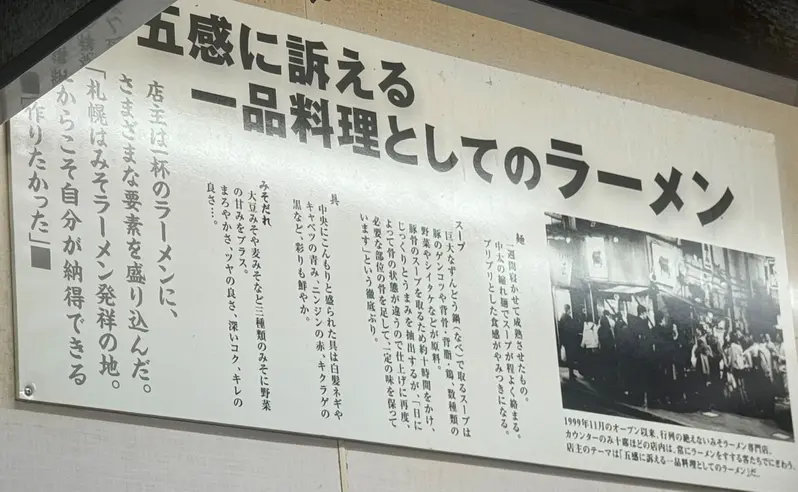 五感に訴える
一品料理としてのラーメン
麺
一週間寝かせて成熟させたもの。
中太の縮れ麺でスープが程よく絡まる。
プリプリとした食感がやみつきになる。
スープ
巨大なずんどう鍋(なべ)で取るスープは
豚のゲンコツや背骨・背脂・鶏、数種類の
野菜やシイタケなどが原料。
豚骨のスープを取るため約十時間をかけ、
じっくりとうまみを抽出するが、「日に
よって骨の状態が違うので仕上げに再度、
必要な部位の骨を足して、一定の味を保って
います」という徹底ぶり。
具
中央にこんもりと盛られた具は白髪ネギや
キャベツの青み、ニンジンの赤、キクラゲの
黒など、彩りも鮮やか。
みそだれ
大豆みそや麦みそなど三種類のみそに野菜
の甘みをプラス。
まろやかさ、ツヤの良さ、深いコク、キレの
良さ…。
店主は一杯のラーメンに、
さまざまな要素を盛り込んだ。
「札幌はみそラーメン発祥の地。
からこそ自分が納得できる
作りたかった」■
1999年11月のオープン以来、行列の絶えないみそラーメン専門店。
カウンターのみ十席ほどの店内は、常にラーメンをすする客たちでにぎわう。
店主のテーマは「五感に訴える一品料理としてのラーメン」だ。